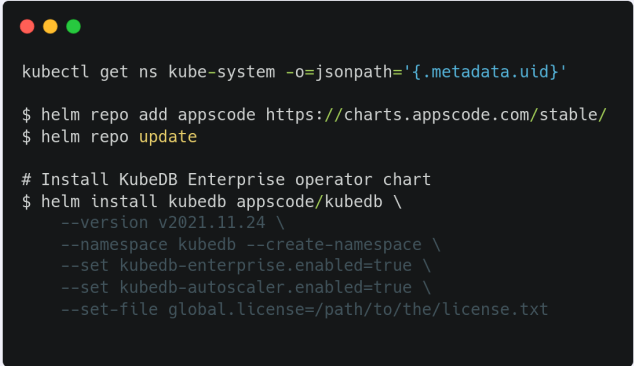 kubectl get ns kube-system -o=jsonpath='{.metadata.uid}'
$ helm repo add appscode https://charts.appscode.com/stable/
$ helm repo update
# Install KubeDB Enterprise operator chart
$ helm install kubedb appscode/kubedb \
--version v2021.11.24 \
--namespace kubedb --create-namespace \
--set kubedb-enterprise.enabled=true \
--set kubedb-autoscaler.enabled=true \
--set-file global.license=/path/to/the/license.txt